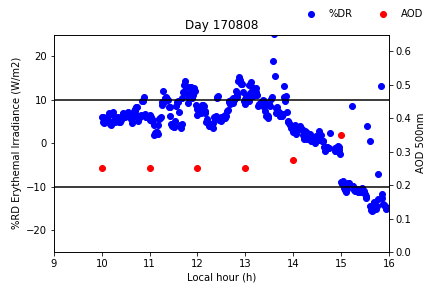 %DR AOD
Day 170808
%RD Erythemal Irradiance (W/m2)
20
10
0
−10
−20
0.6
0.5
0.4
0.3
0.2
0.1
0.0
AOD 500nm
9 10 11 12 13 14 15 16
Local hour (h)